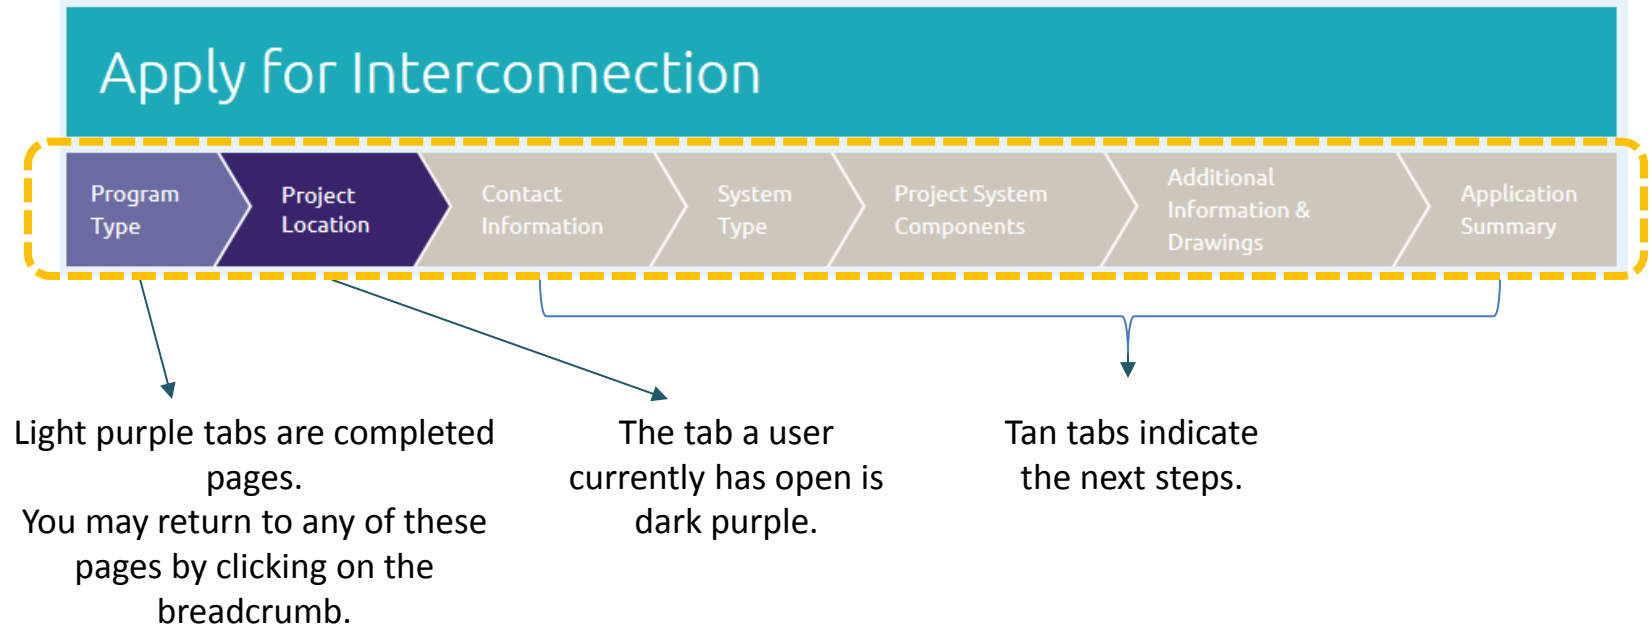 Apply for Interconnection
Program
Type
Project
Location
Contact
Information
System
Type
Project System
Components
Additional
Information &
Drawings
Application
Summary
Light purple tabs are completed
pages.
You may return to any of these
pages by clicking on the
breadcrumb.
The tab a user
currently has open is
dark purple.
Tan tabs indicate
the next steps.